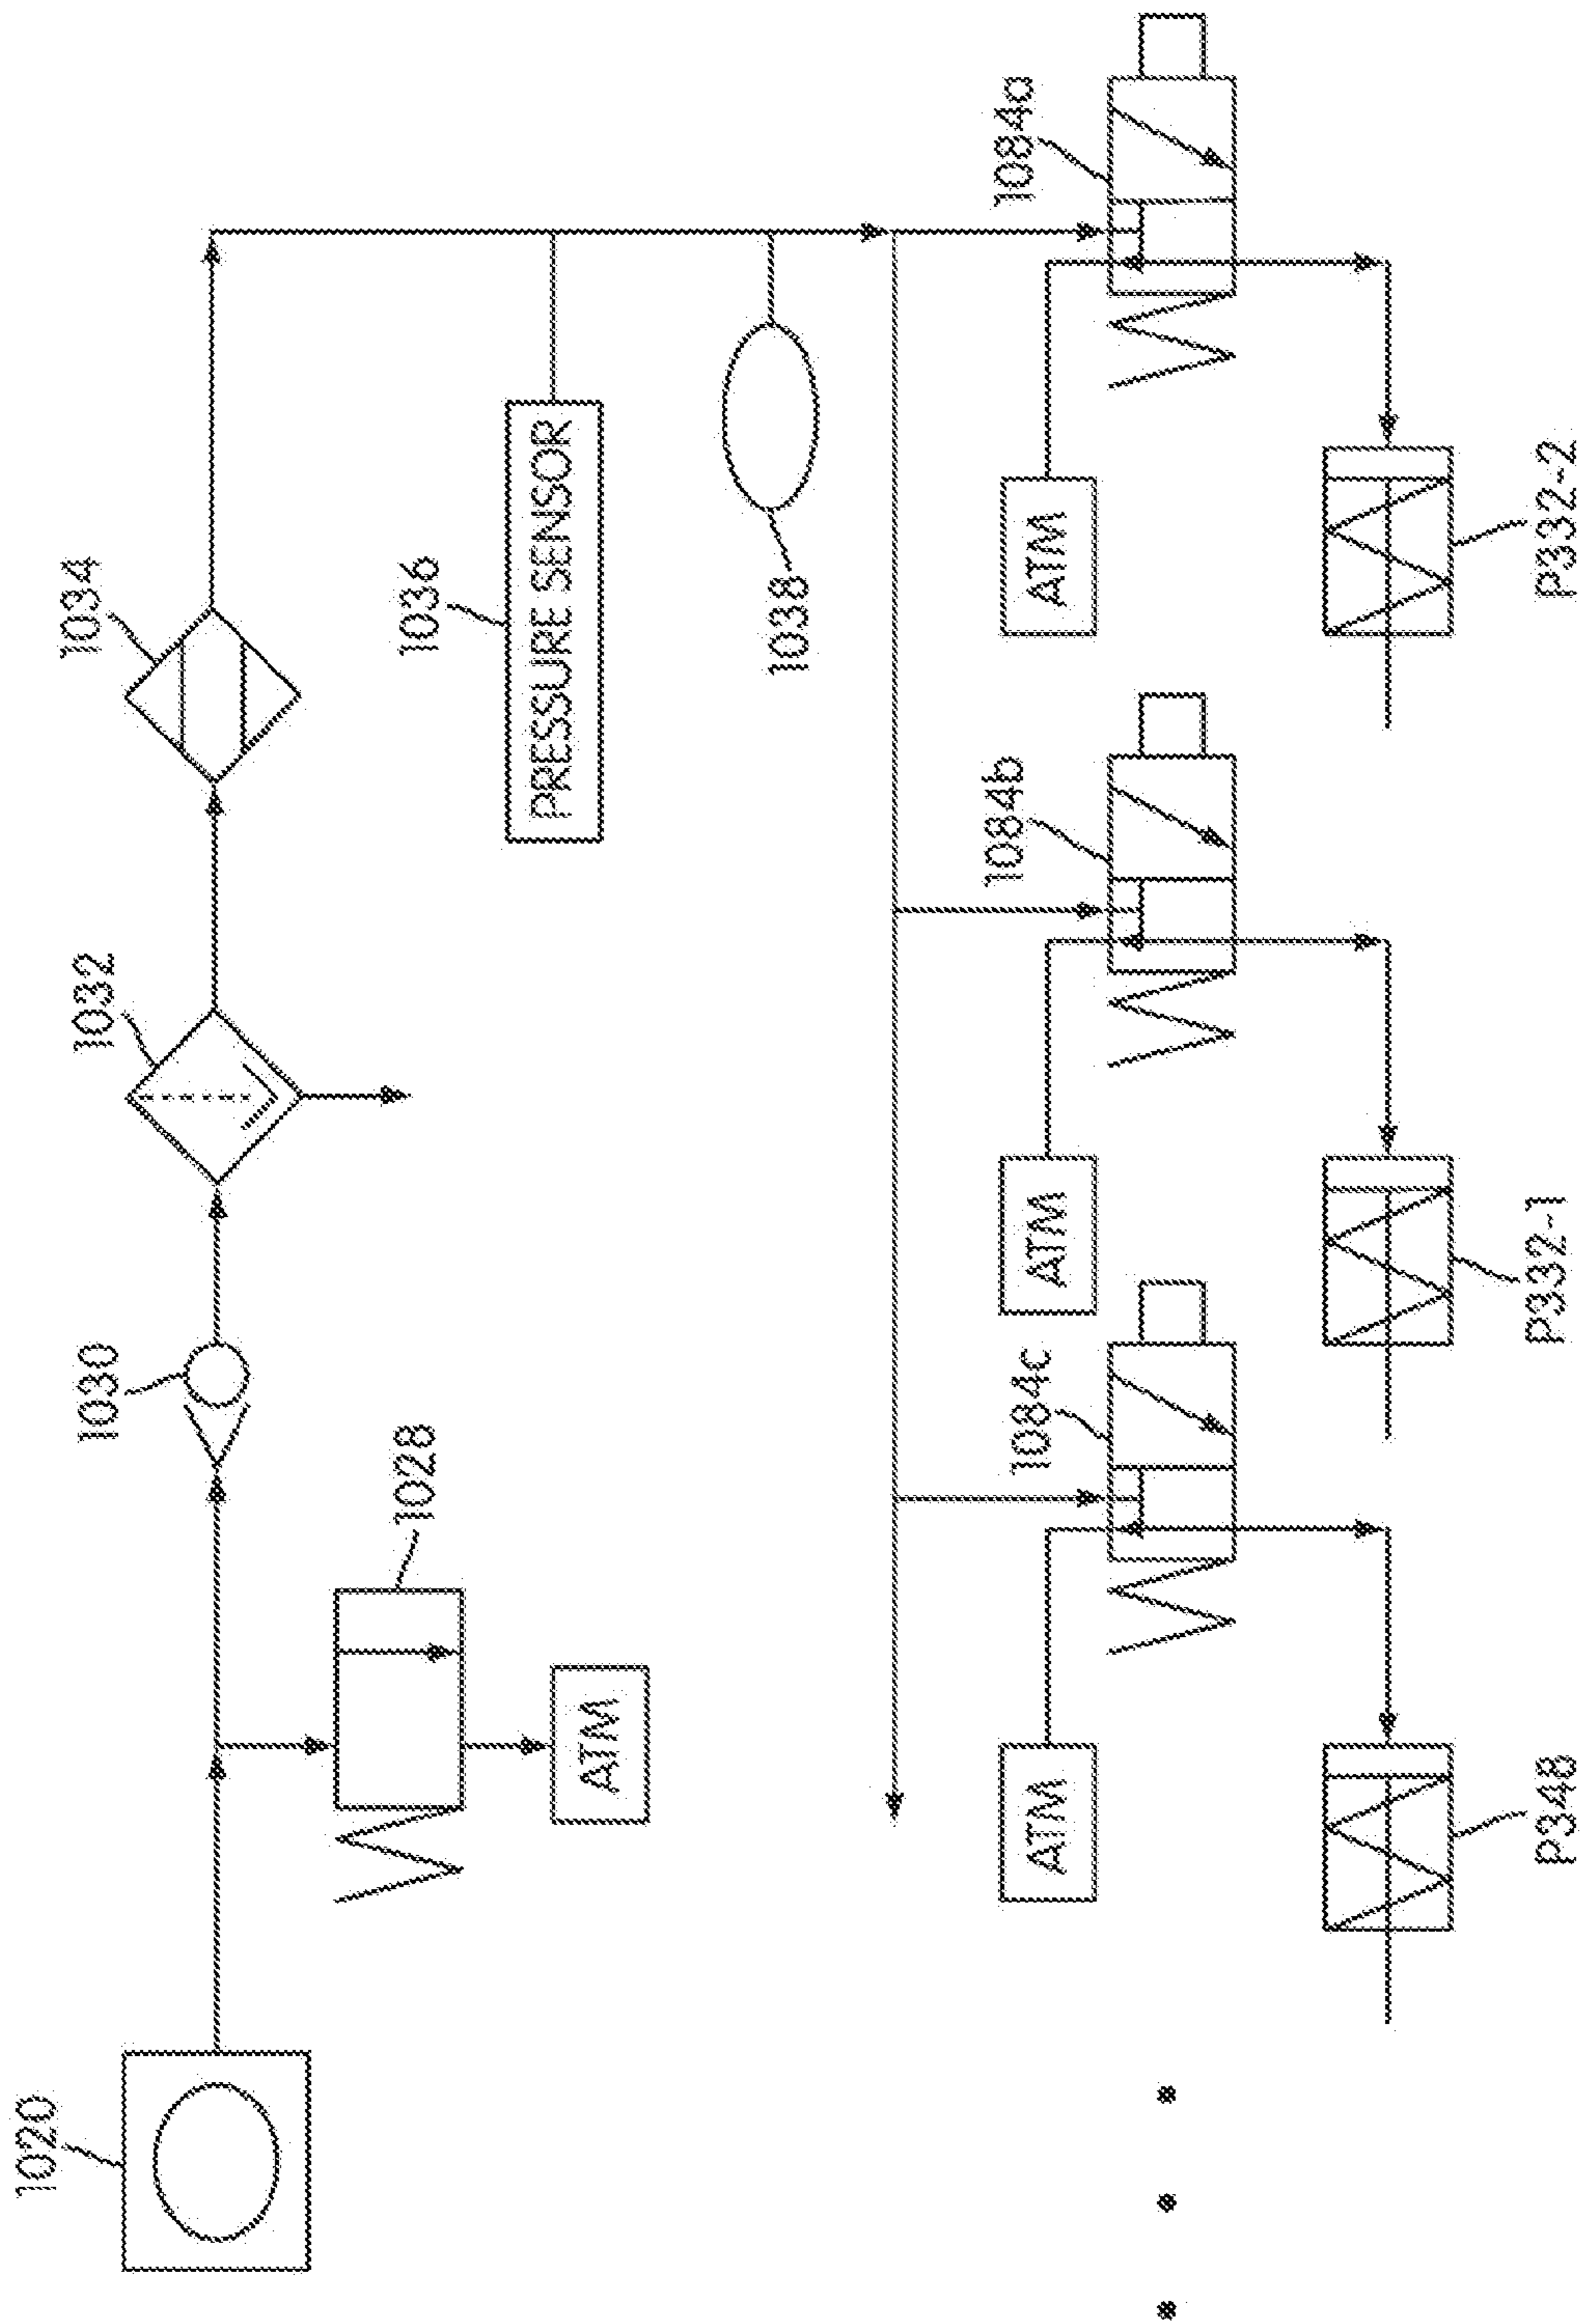 1020
1028
ATM
1030
1032
1034
1036
PRESSURE SENSOR
1038
1084a
ATM
P332-2
1084b
ATM
P332-1
1084c
ATM
P348